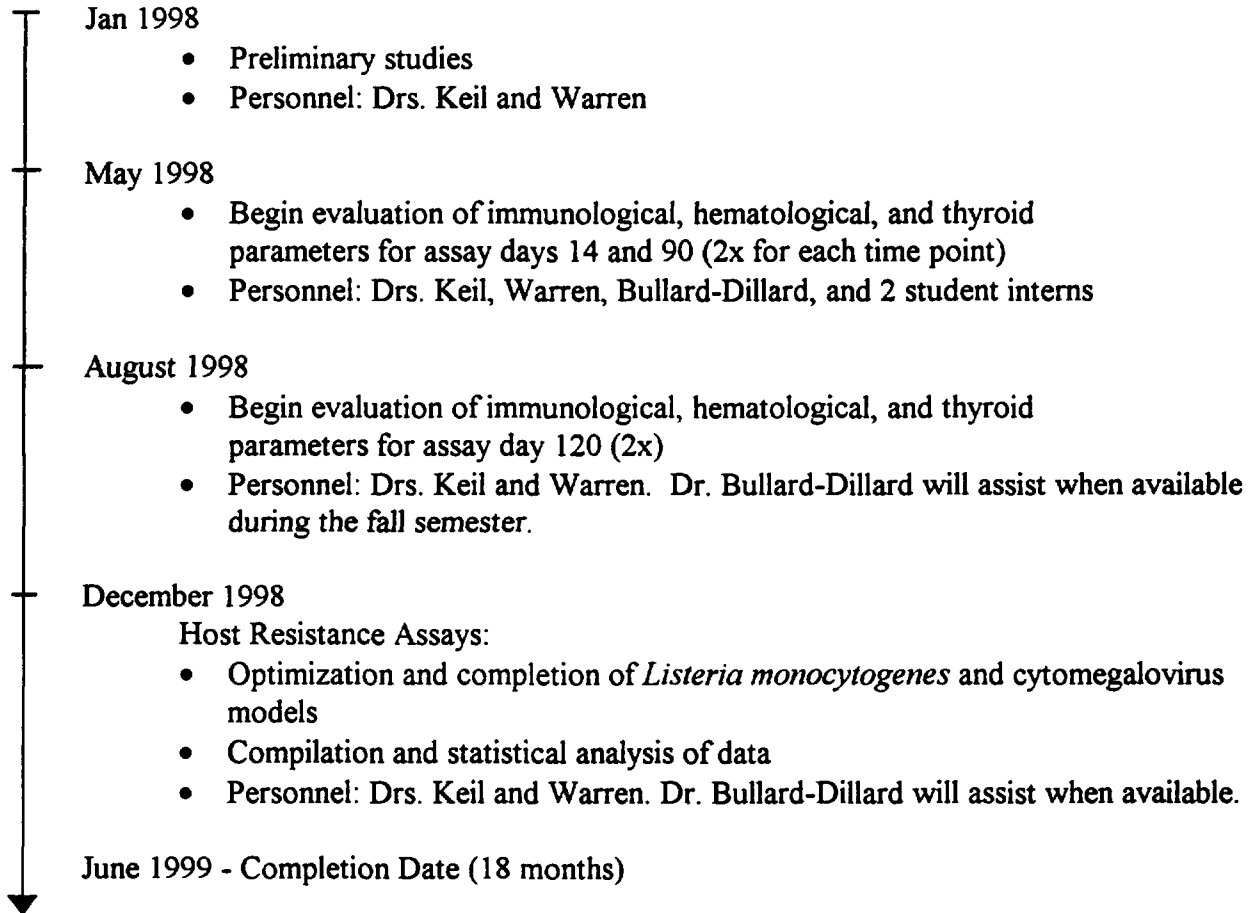 Jan 1998
• Preliminary studies
• Personnel: Drs. Keil and Warren
May 1998
• Begin evaluation of immunological, hematological, and thyroid
parameters for assay days 14 and 90 (2x for each time point)
• Personnel: Drs. Keil, Warren, Bullard-Dillard, and 2 student interns
August 1998
• Begin evaluation of immunological, hematological, and thyroid
parameters for assay day 120 (2x)
• Personnel: Drs. Keil and Warren. Dr. Bullard-Dillard will assist when available
during the fall semester.
December 1998
Host Resistance Assays:
• Optimization and completion of Listeria monocytogenes and cytomegalovirus
models
• Compilation and statistical analysis of data
• Personnel: Drs. Keil and Warren. Dr. Bullard-Dillard will assist when available.
June 1999 - Completion Date (18 months)